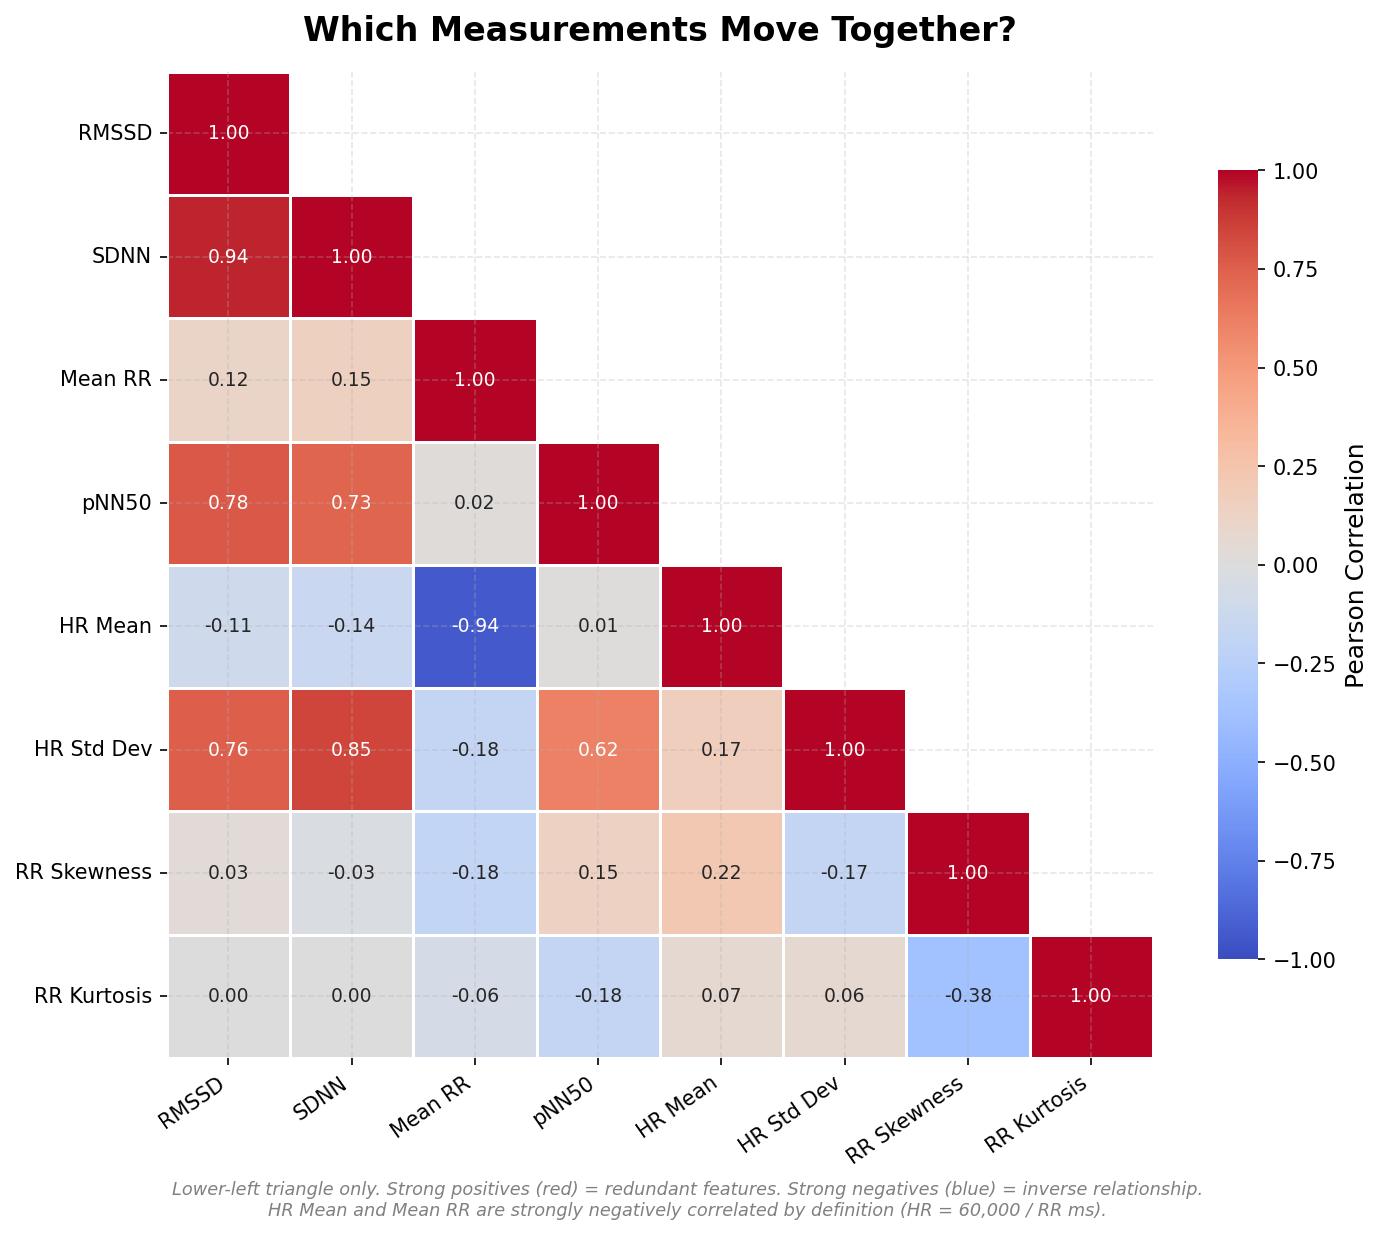 Which Measurements Move Together?
RMSSD 1.00
SDNN 0.94 1.00
Mean RR 0.12 0.15 1.00
pNN50 0.78 0.73 0.02 1.00
HR Mean -0.11 -0.14 -0.94 0.01 1.00
HR Std Dev 0.76 0.85 -0.18 0.62 0.17 1.00
RR Skewness 0.03 -0.03 -0.18 0.15 0.22 -0.17 1.00
RR Kurtosis 0.00 0.00 -0.06 -0.18 0.07 0.06 -0.38 1.00
RMSSD SDNN Mean RR pNN50 HR Mean HR Std Dev RR Skewness RR Kurtosis
1.00
0.75
0.50
0.25
0.00
−0.25
−0.50
−0.75
−1.00
Pearson Correlation
Lower-left triangle only. Strong positives (red) = redundant features. Strong negatives (blue) = inverse relationship.
HR Mean and Mean RR are strongly negatively correlated by definition (HR = 60,000 / RR ms).